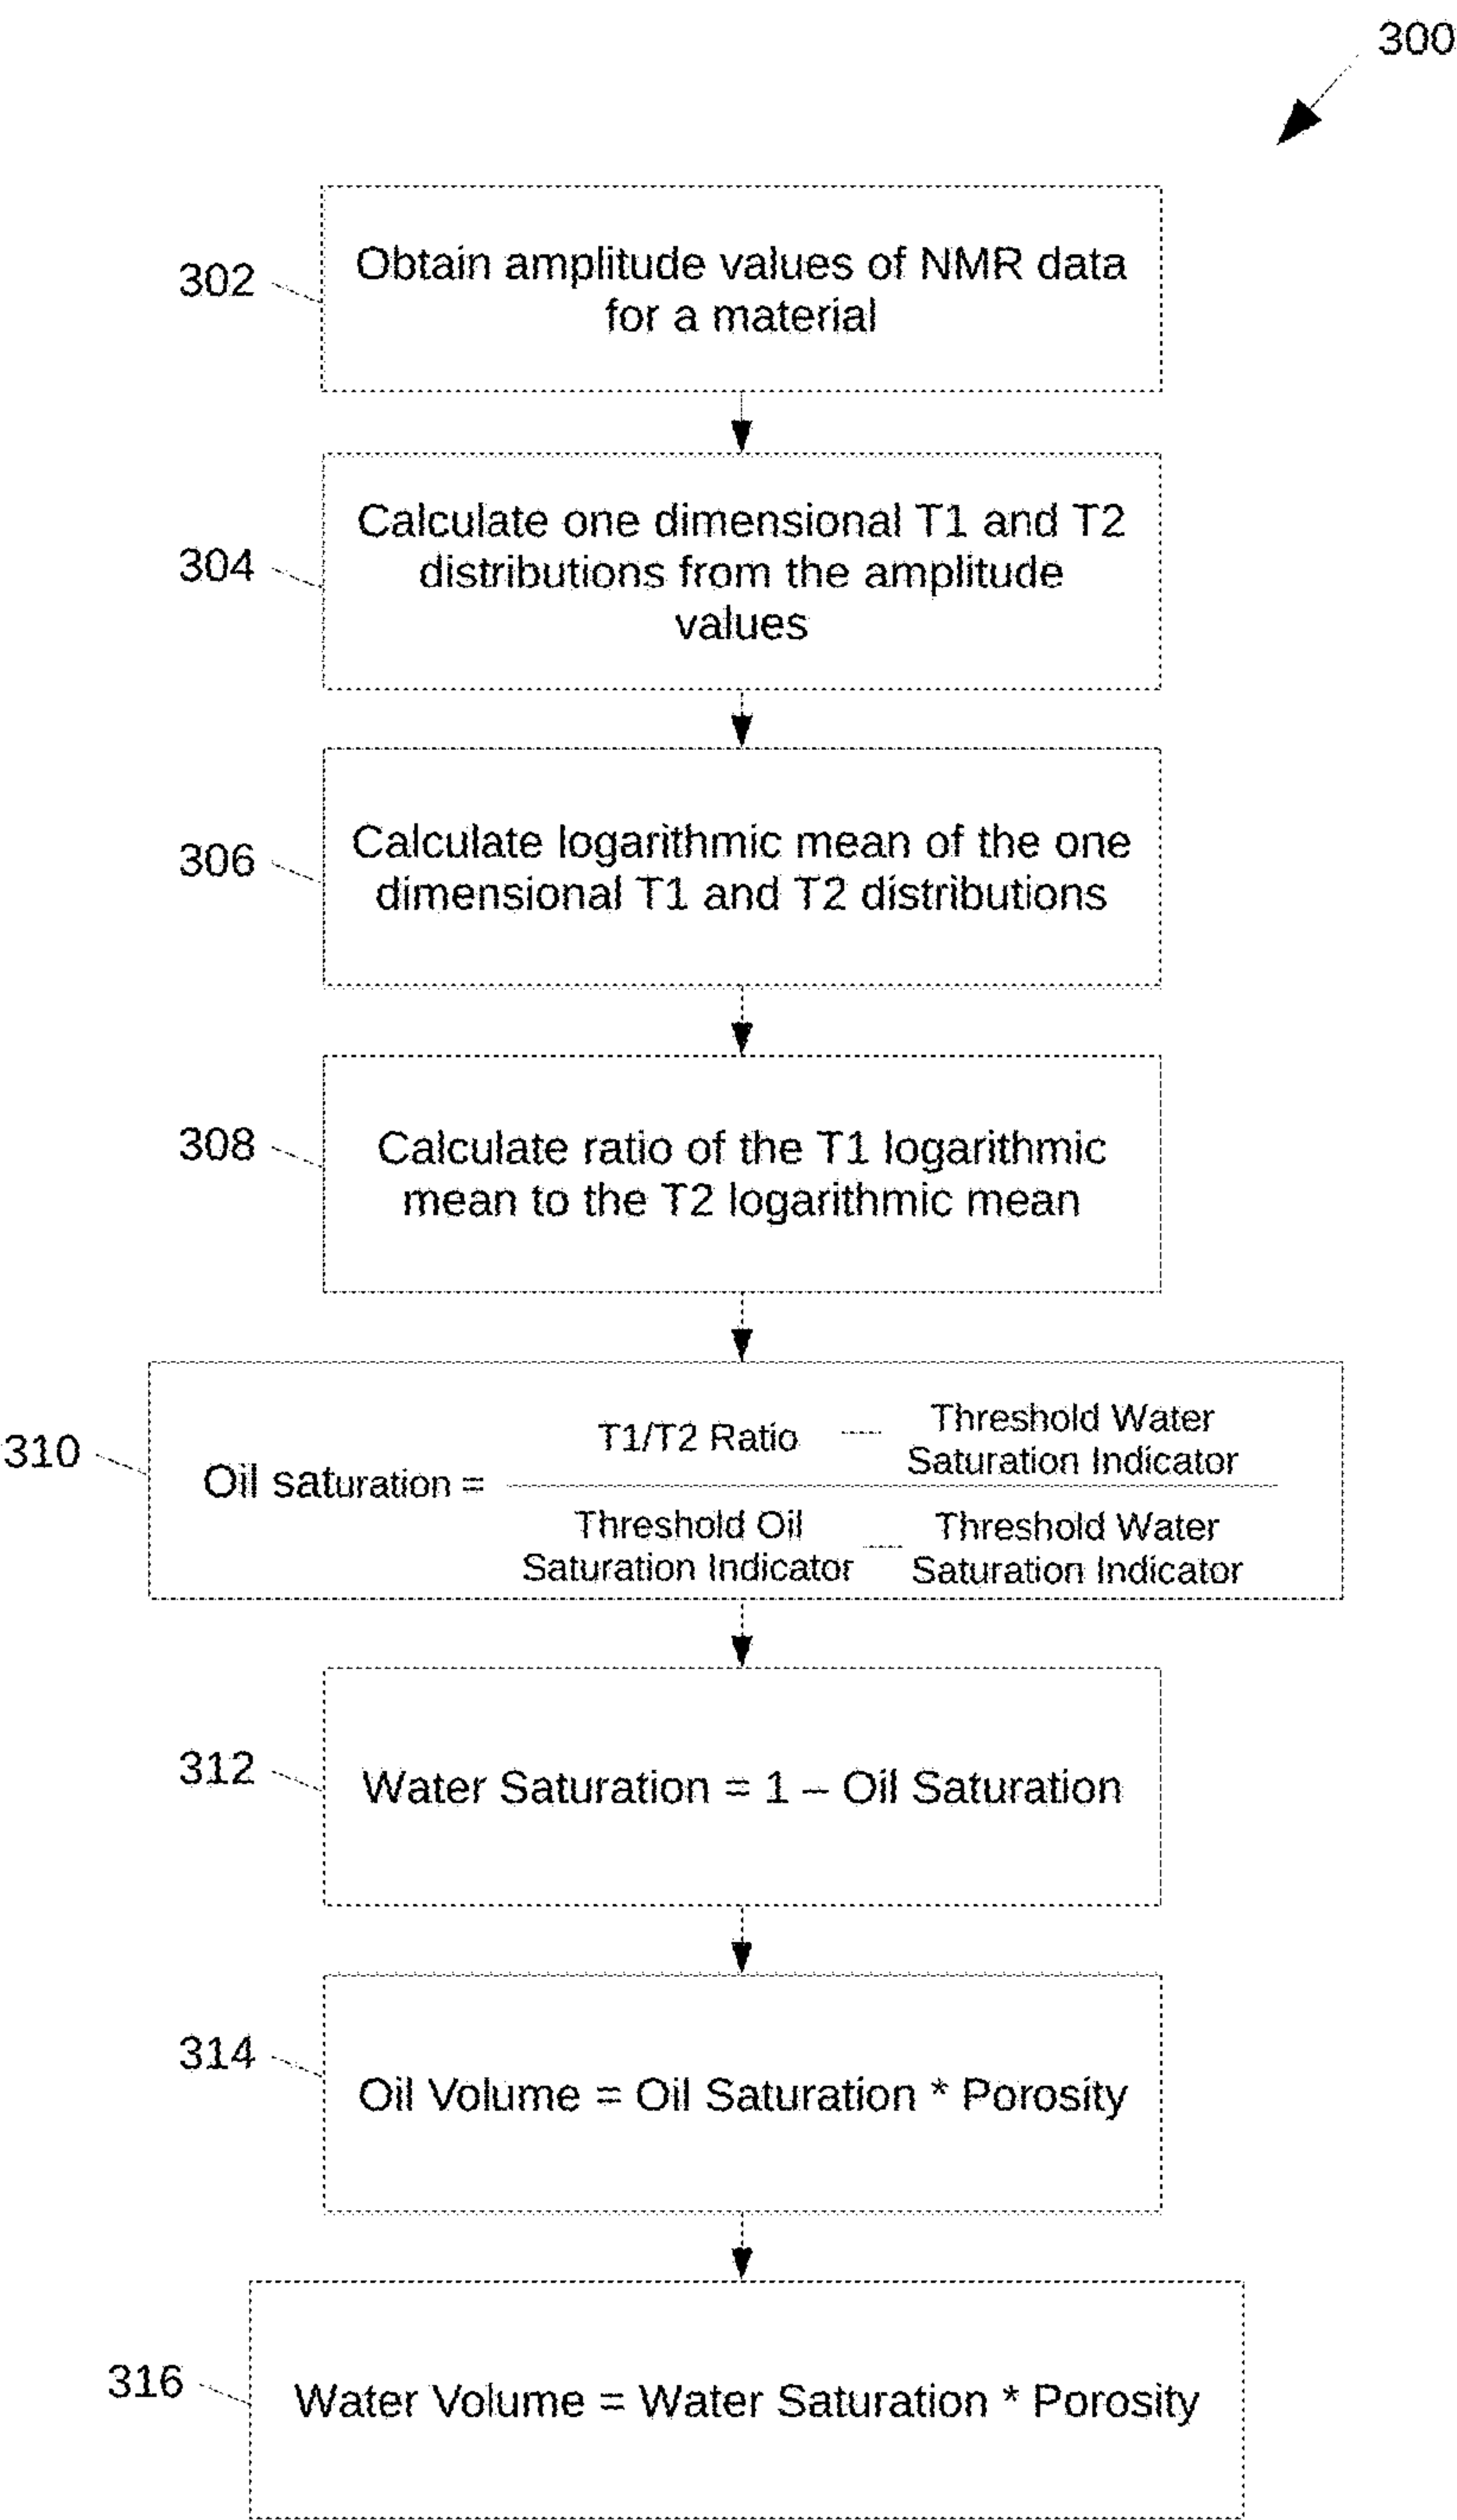 300
302
Obtain amplitude values of NMR data
for a material
304
Calculate one dimensional T1 and T2
distributions from the amplitude
values
306
Calculate logarithmic mean of the one
dimensional T1 and T2 distributions
308
Calculate ratio of the T1 logarithmic
mean to the T2 logarithmic mean
310
Oil saturation =
T1/T2 Ratio — Threshold Water
Saturation Indicator
Threshold Oil
Saturation Indicator
—
Threshold Water
Saturation Indicator
312
Water Saturation = 1 – Oil Saturation
314
Oil Volume = Oil Saturation * Porosity
316
Water Volume = Water Saturation * Porosity